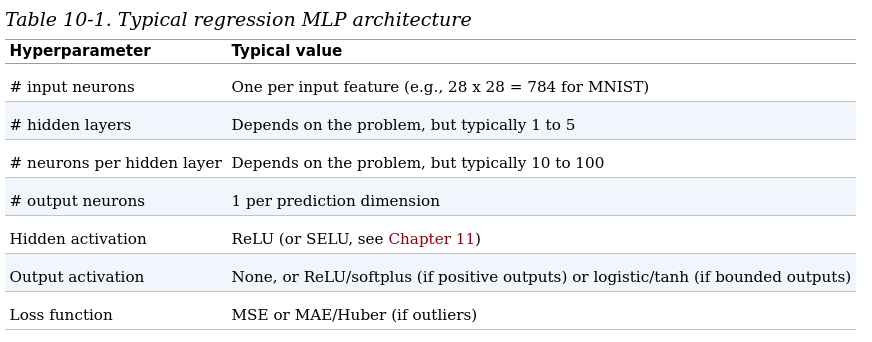 Table 10-1. Typical regression MLP architecture
Hyperparameter Typical value
# input neurons One per input feature (e.g., 28 x 28 = 784 for MNIST)
# hidden layers Depends on the problem, but typically 1 to 5
# neurons per hidden layer Depends on the problem, but typically 10 to 100
# output neurons 1 per prediction dimension
Hidden activation ReLU (or SELU, see Chapter 11)
Output activation None, or ReLU/softplus (if positive outputs) or logistic/tanh (if bounded outputs)
Loss function MSE or MAE/Huber (if outliers)